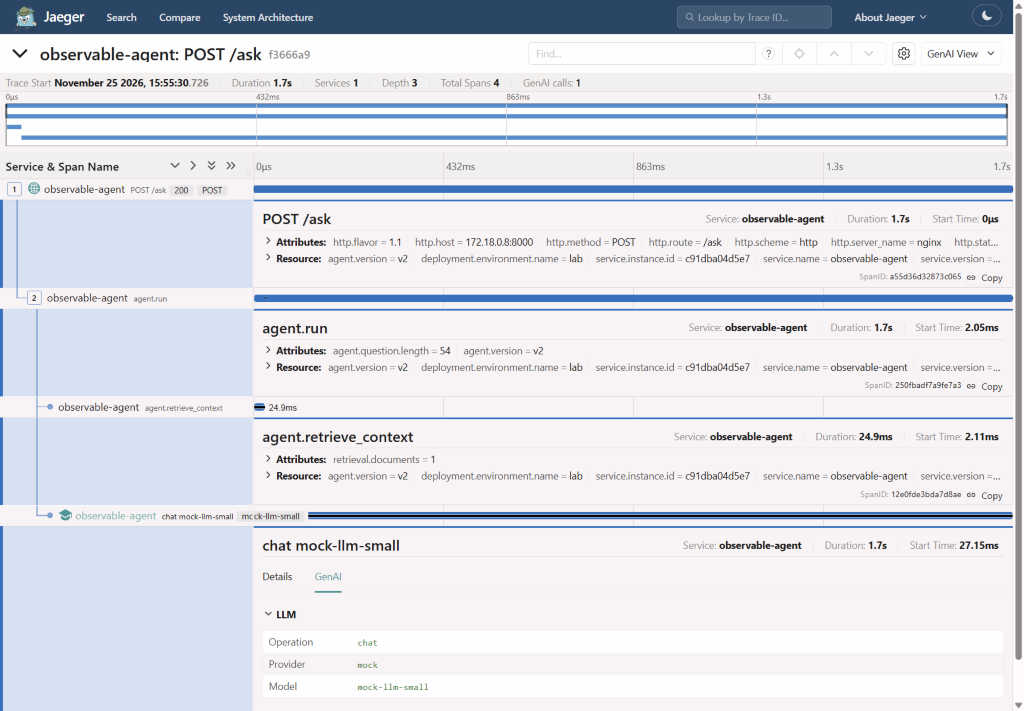 Jaeger Search Compare System Architecture Lookup by Trace ID... About Jaeger
observable-agent: POST /ask f3666a9 Find... ? GenAI View
Trace Start November 25 2026, 15:55:30.726 Duration 1.7s Services 1 Depth 3 Total Spans 4 GenAI calls: 1
0μs 432ms 863ms 1.3s 1.7s
Service & Span Name 0μs 432ms 863ms 1.3s 1.7s
1 observable-agent POST /ask 200 POST
POST /ask Service: observable-agent Duration: 1.7s Start Time: 0μs
Attributes: http.flavor = 1.1 http.host = 172.18.0.8:8000 http.method = POST http.route = /ask http.scheme = http http.server_name = nginx http.stat...
Resource: agent.version = v2 deployment.environment.name = lab service.instance.id = c91dba04d5e7 service.name = observable-agent service.version =...
SpanID: a55d36d32873c065 Copy
2 observable-agent agent.run
agent.run Service: observable-agent Duration: 1.7s Start Time: 2.05ms
Attributes: agent.question.length = 54 agent.version = v2
Resource: agent.version = v2 deployment.environment.name = lab service.instance.id = c91dba04d5e7 service.name = observable-agent service.version =...
SpanID: 250fbadf7a9fe7a3 Copy
observable-agent agent.retrieve_context 24.9ms
agent.retrieve_context Service: observable-agent Duration: 24.9ms Start Time: 2.11ms
Attributes: retrieval.documents = 1
Resource: agent.version = v2 deployment.environment.name = lab service.instance.id = c91dba04d5e7 service.name = observable-agent service.version =...
SpanID: 12e0fde3bda7d8ae Copy
observable-agent chat mock-llm-small mock-llm-small
chat mock-llm-small Service: observable-agent Duration: 1.7s Start Time: 27.15ms
Details GenAI
LLM
Operation chat
Provider mock
Model mock-llm-small